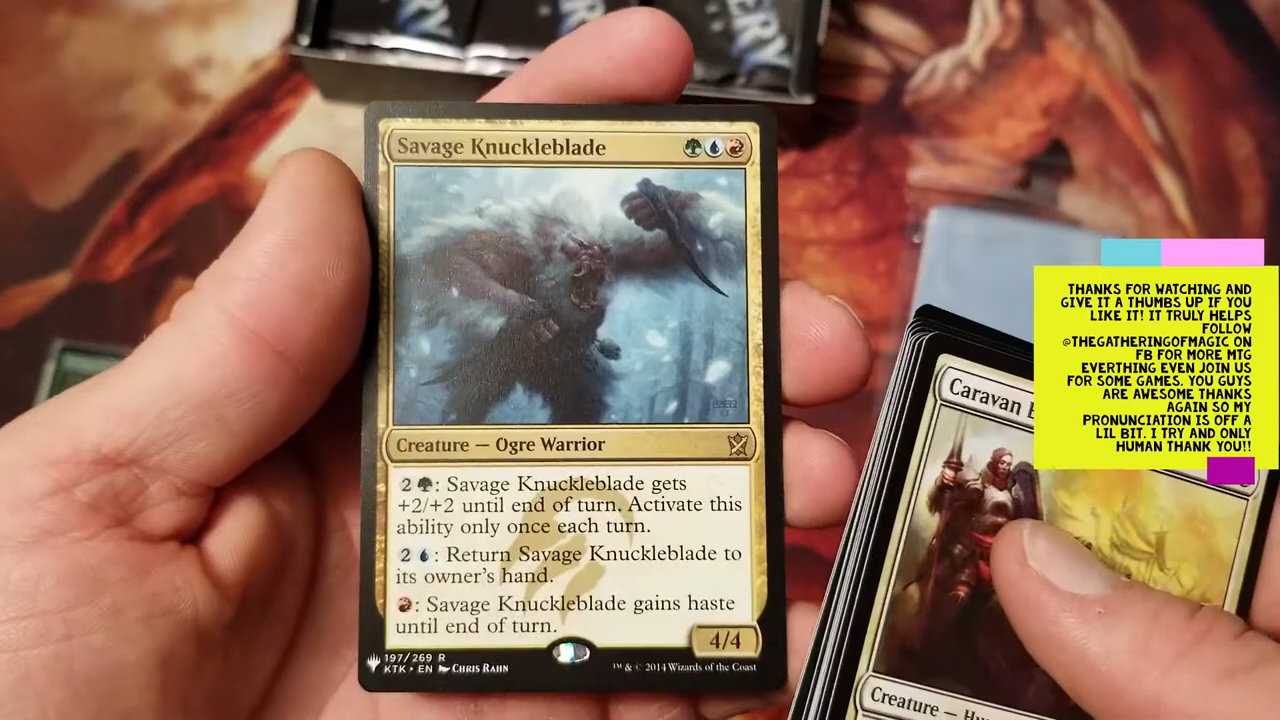 Savage Knuckleblade
Creature — Ogre Warrior
2 : Savage Knuckleblade gets
+2/+2 until end of turn. Activate this
ability only once each turn.
2 : Return Savage Knuckleblade to
its owner's hand.
: Savage Knuckleblade gains haste
until end of turn.
4/4
197/269 R
KTK • EN Chris Rahn
™ & © 2014 Wizards of the Coast
Caravan
Creature —
THANKS FOR WATCHING AND
GIVE IT A THUMBS UP IF YOU
LIKE IT! IT TRULY HELPS
FOLLOW
@THEGATHERINGOFMAGIC ON
FB FOR MORE MTG
EVERTHING EVEN JOIN US
FOR SOME GAMES. YOU GUYS
ARE AWESOME THANKS
AGAIN SO MY
PRONUNCIATION IS OFF A
LIL BIT. I TRY AND ONLY
HUMAN THANK YOU!!